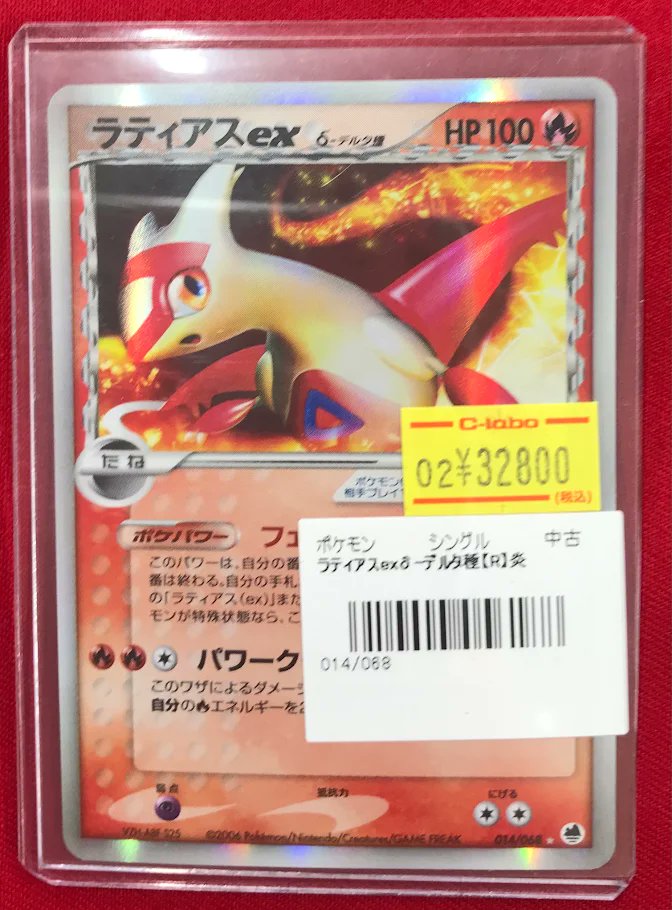 ラティアスex δ-デルタ種 HP100
たね
ポケモン
相手プレイ
C-labo
02¥32800
(税込)
ポケモン シングル 中古
ラティアスexδ-デルタ種【R】炎
014/068
ポケパワー フェ
このパワーは、自分の番
番は終わる。自分の手札
の「ラティアス(ex)」また
モンが特殊状態なら、こ
パワーク
このワザによるダメージ
自分の エネルギーを2
弱点 抵抗力 にげる
©2006 Pokémon/Nintendo/Creatures/GAME FREAK. 014/068 ★